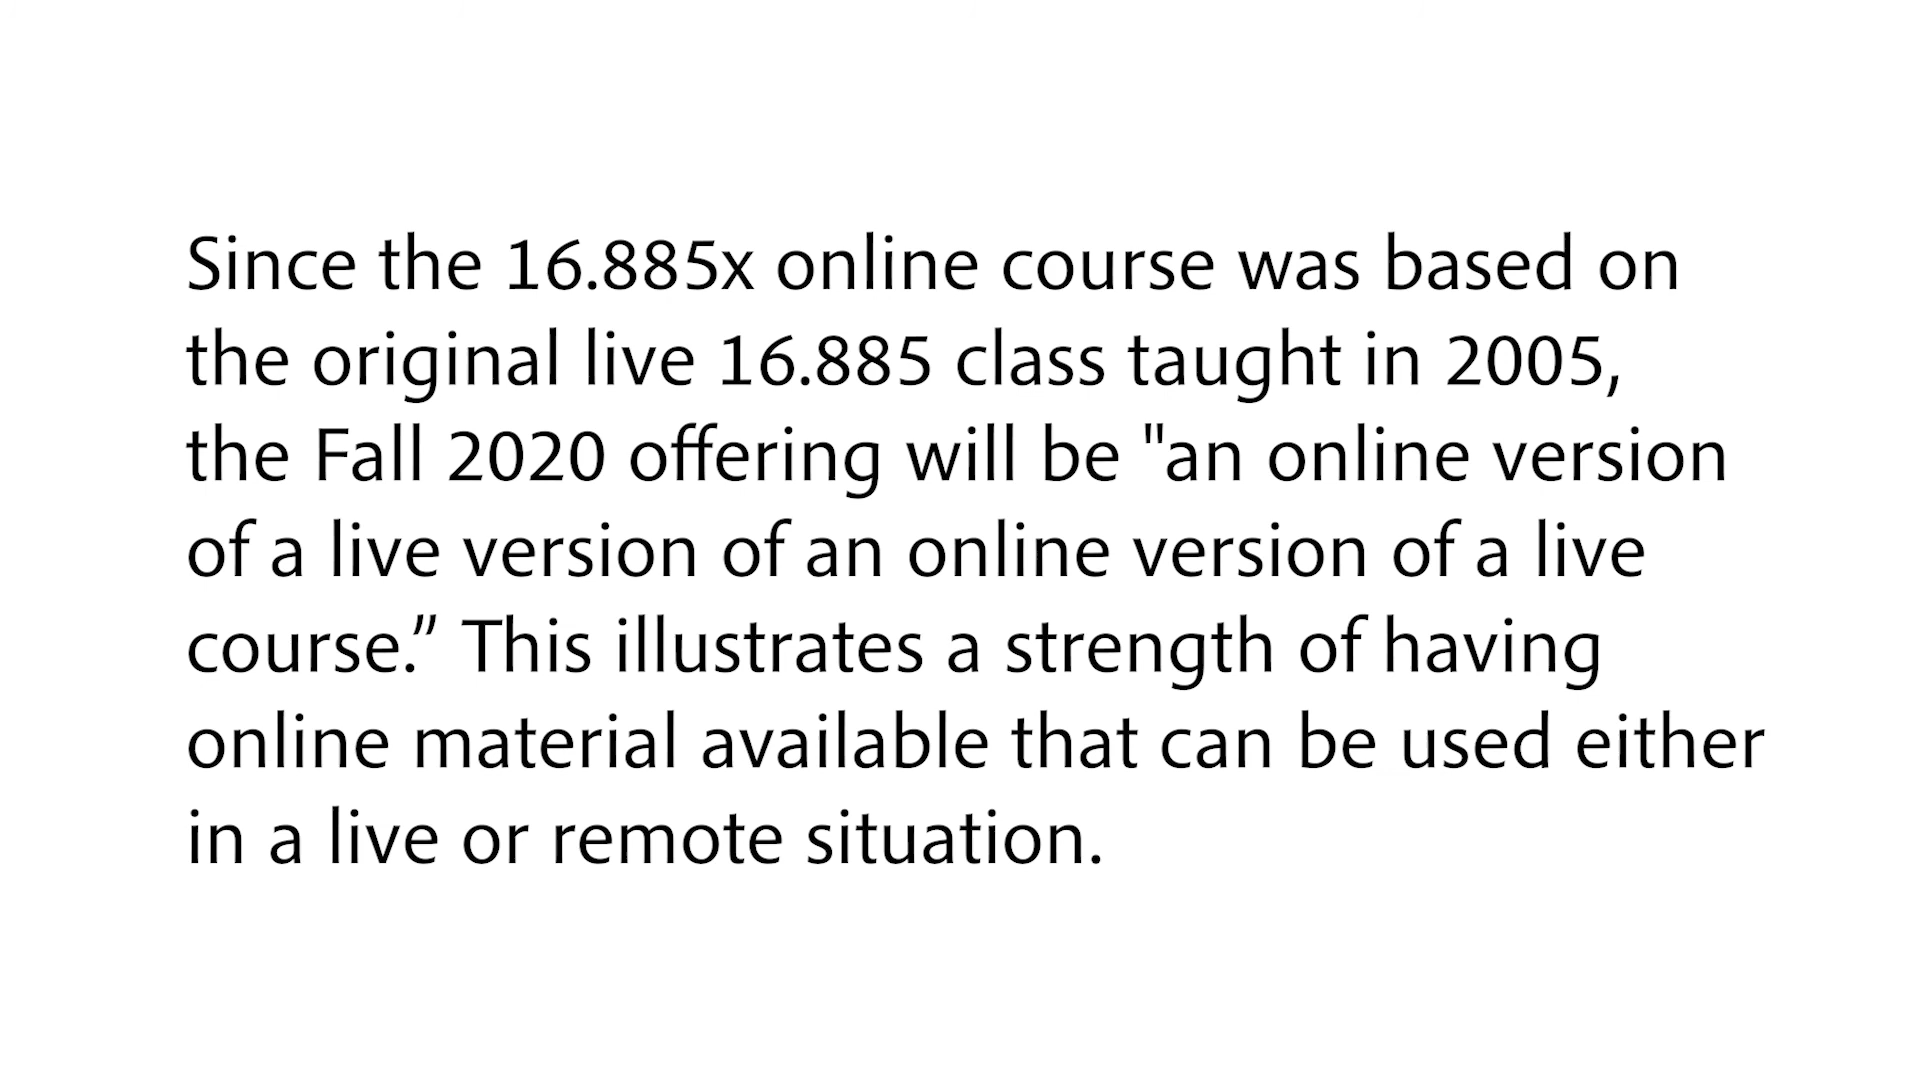 Since the 16.885x online course was based on
the original live 16.885 class taught in 2005,
the Fall 2020 offering will be "an online version
of a live version of an online version of a live
course.” This illustrates a strength of having
online material available that can be used either
in a live or remote situation.